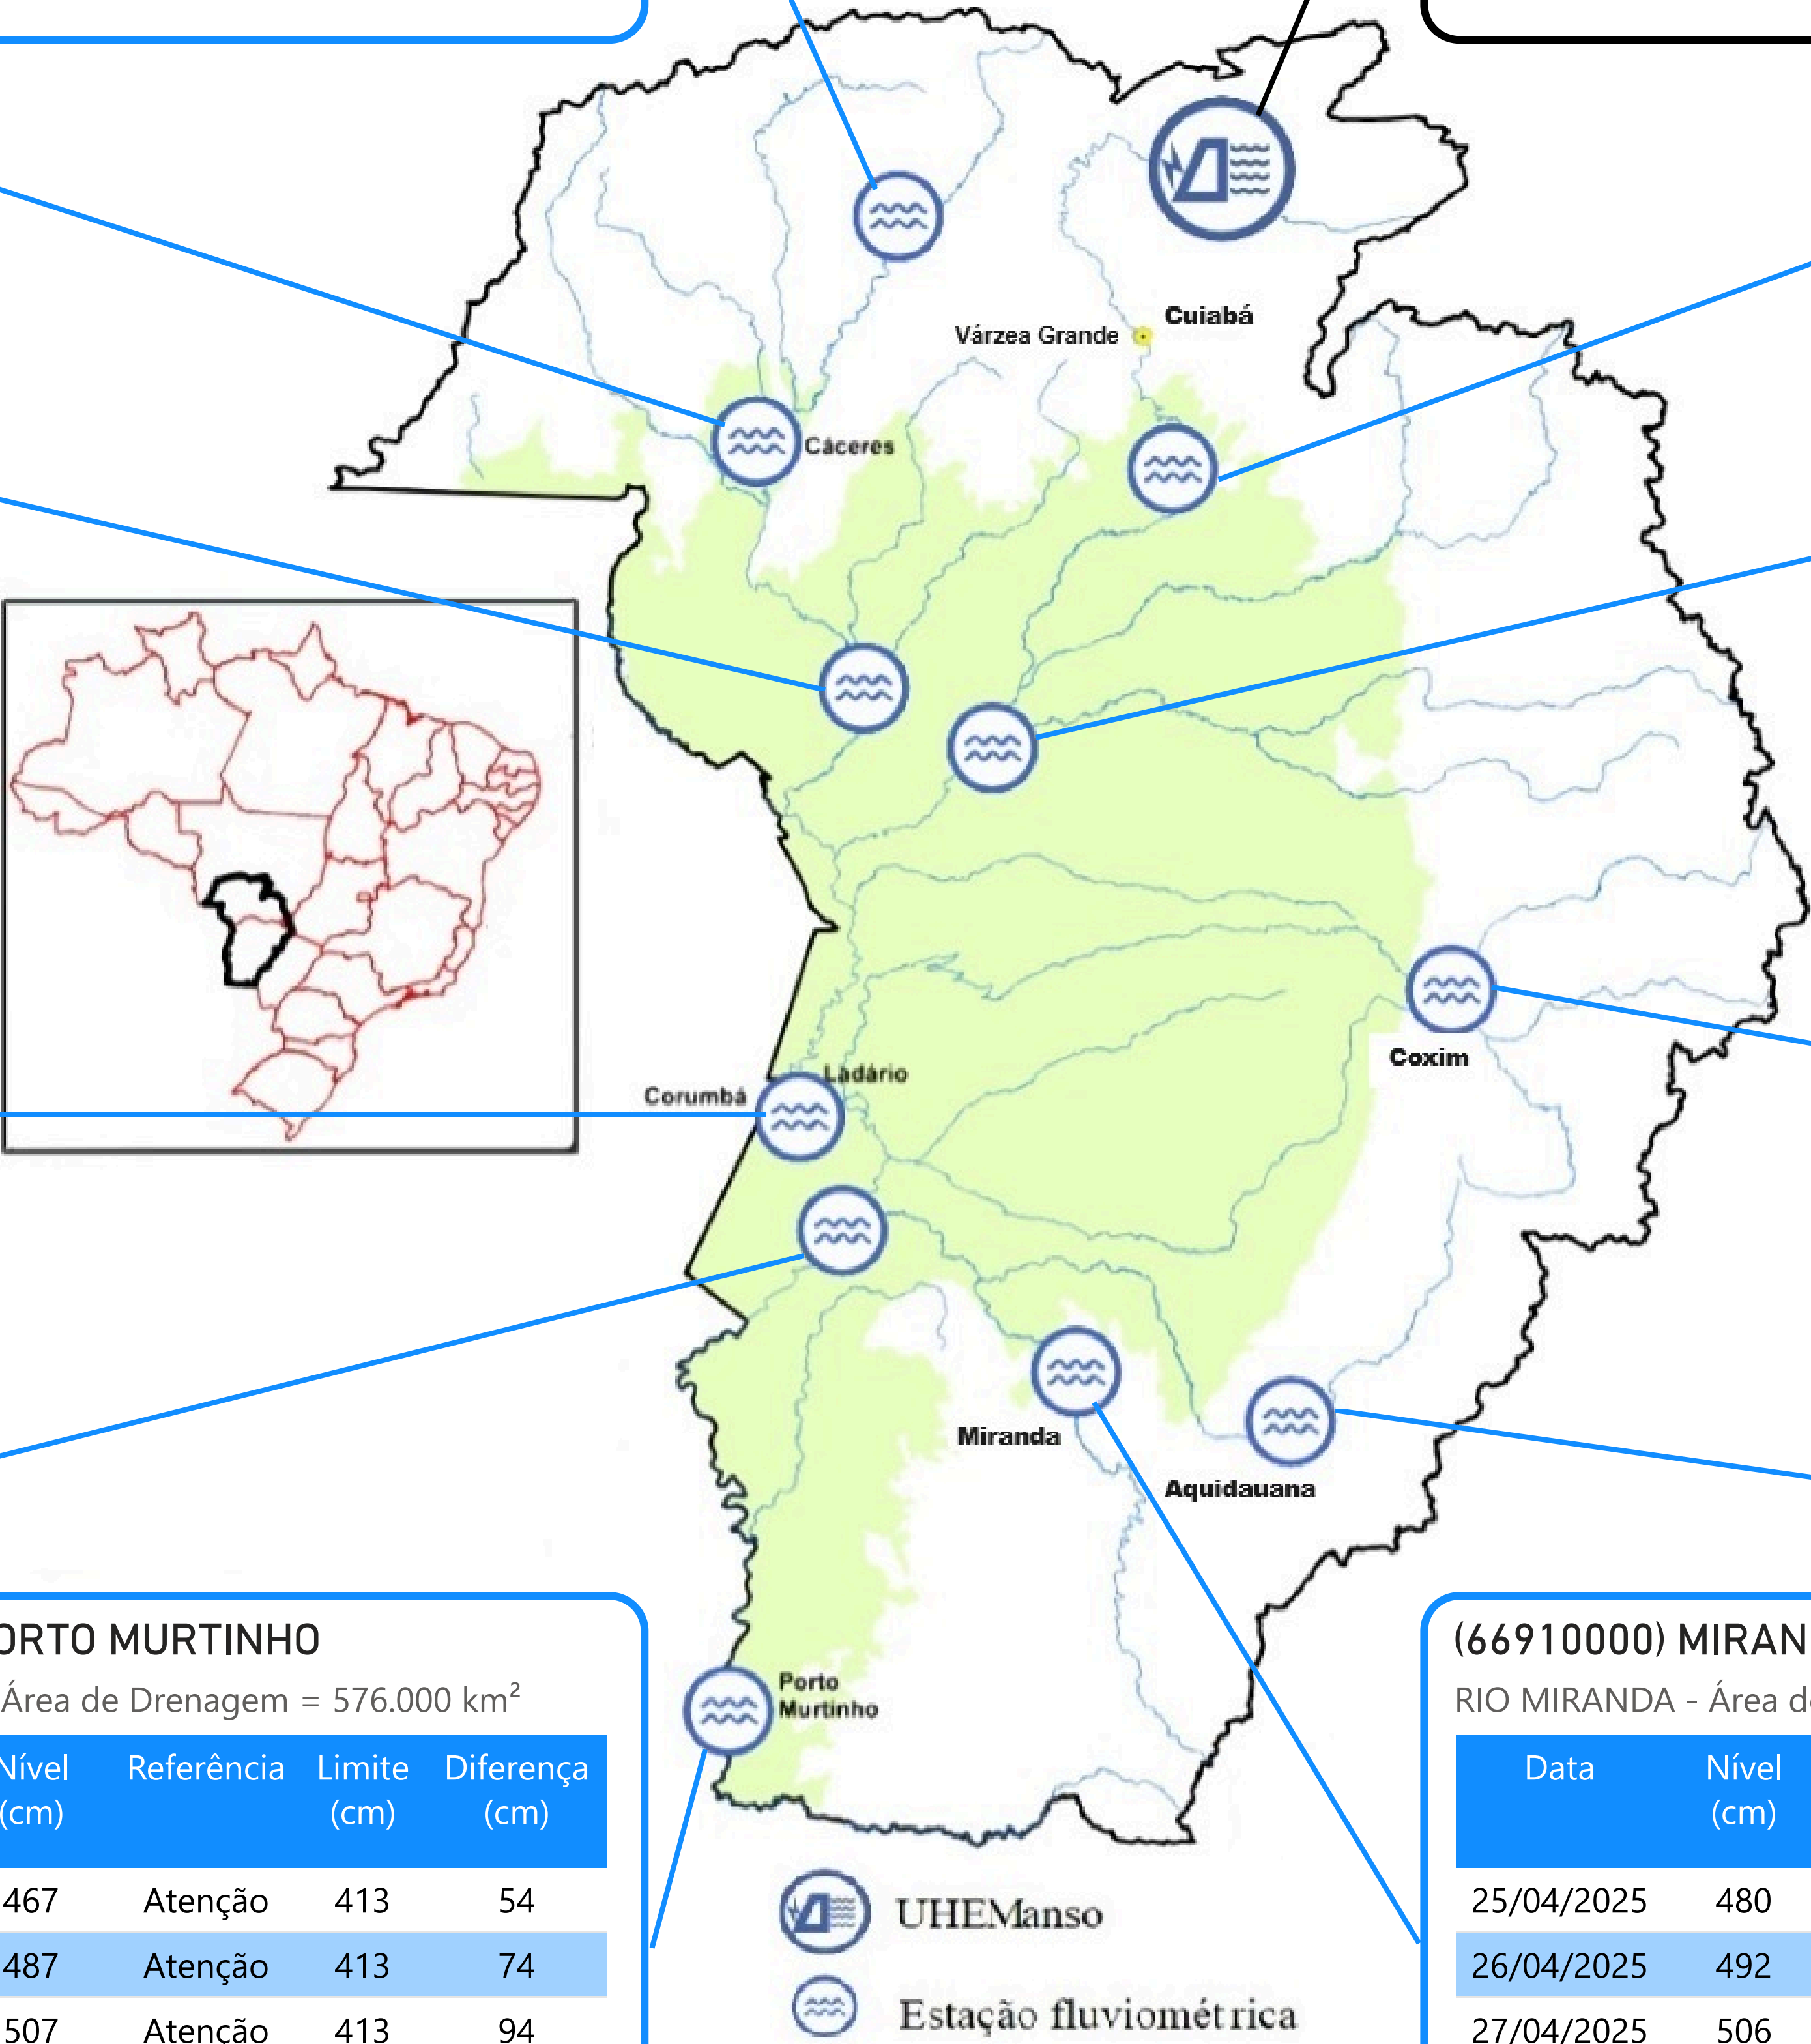 Cuiabá
Várzea Grande
Cáceres
Ladário
Corumbá
Coxim
Miranda
Aquidauana
Porto
Murtinho
ORTO MURTINHO
Área de Drenagem = 576.000 km²
Nível Referência Limite Diferença
(cm) (cm) (cm)
467 Atenção 413 54
487 Atenção 413 74
507 Atenção 413 94
(66910000) MIRAN
RIO MIRANDA - Área d
Data Nível
(cm)
25/04/2025 480
26/04/2025 492
27/04/2025 506
UHEManso
Estação fluviométrica